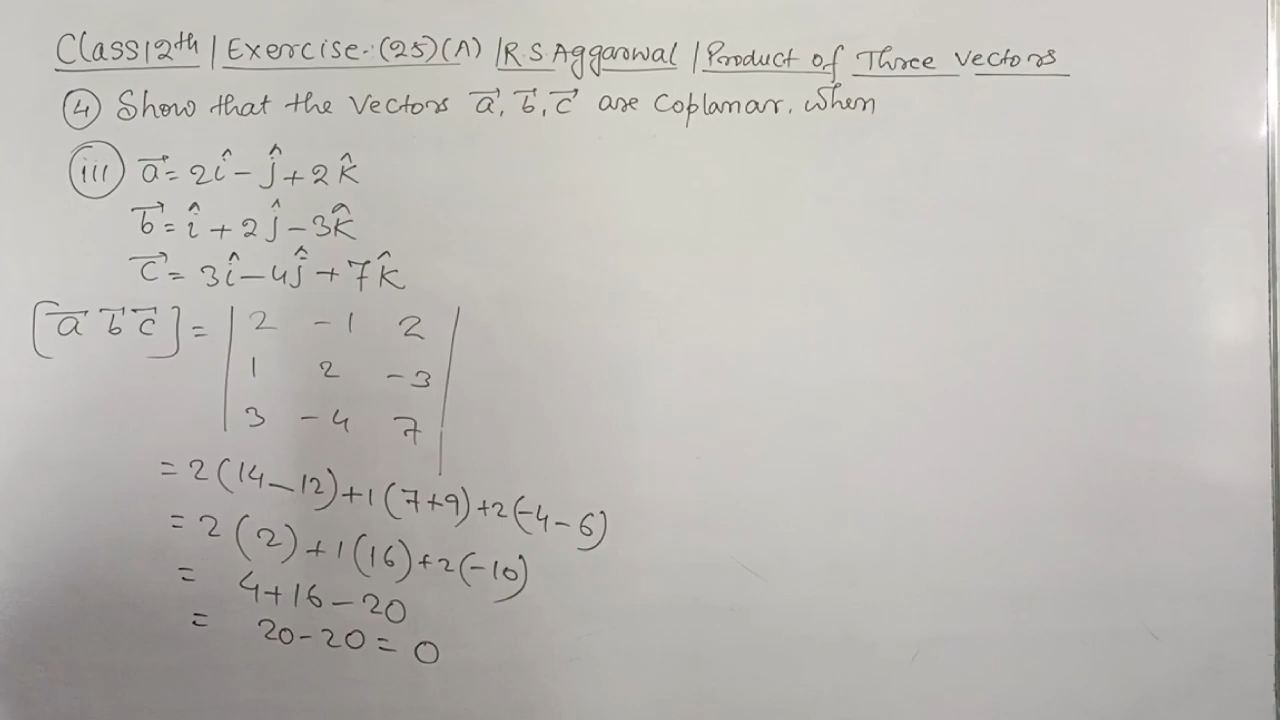 Class 12th | Exercise.:(25)(A) | R.S Aggarwal | Product of Three Vectors
(4) Show that the Vectors a⃗, b⃗, c⃗ are Coplanar, When
(iii) a⃗ = 2î - ĵ + 2k̂
b⃗ = î + 2ĵ - 3k̂
c⃗ = 3î - 4ĵ + 7k̂
[a⃗ b⃗ c⃗] = | 2 -1 2 |
1 2 -3
3 -4 7
= 2(14-12)+1(7+9)+2(-4-6)
= 2(2)+1(16)+2(-10)
= 4+16-20
= 20-20 = 0